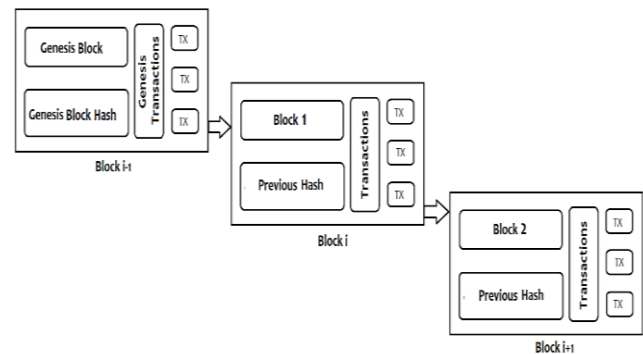 Genesis Block
Genesis Block Hash
Genesis
Transactions
TX
TX
TX
Block i-1
Block 1
Previous Hash
Transactions
TX
TX
TX
Block i
Block 2
Previous Hash
Transactions
TX
TX
TX
Block i+1